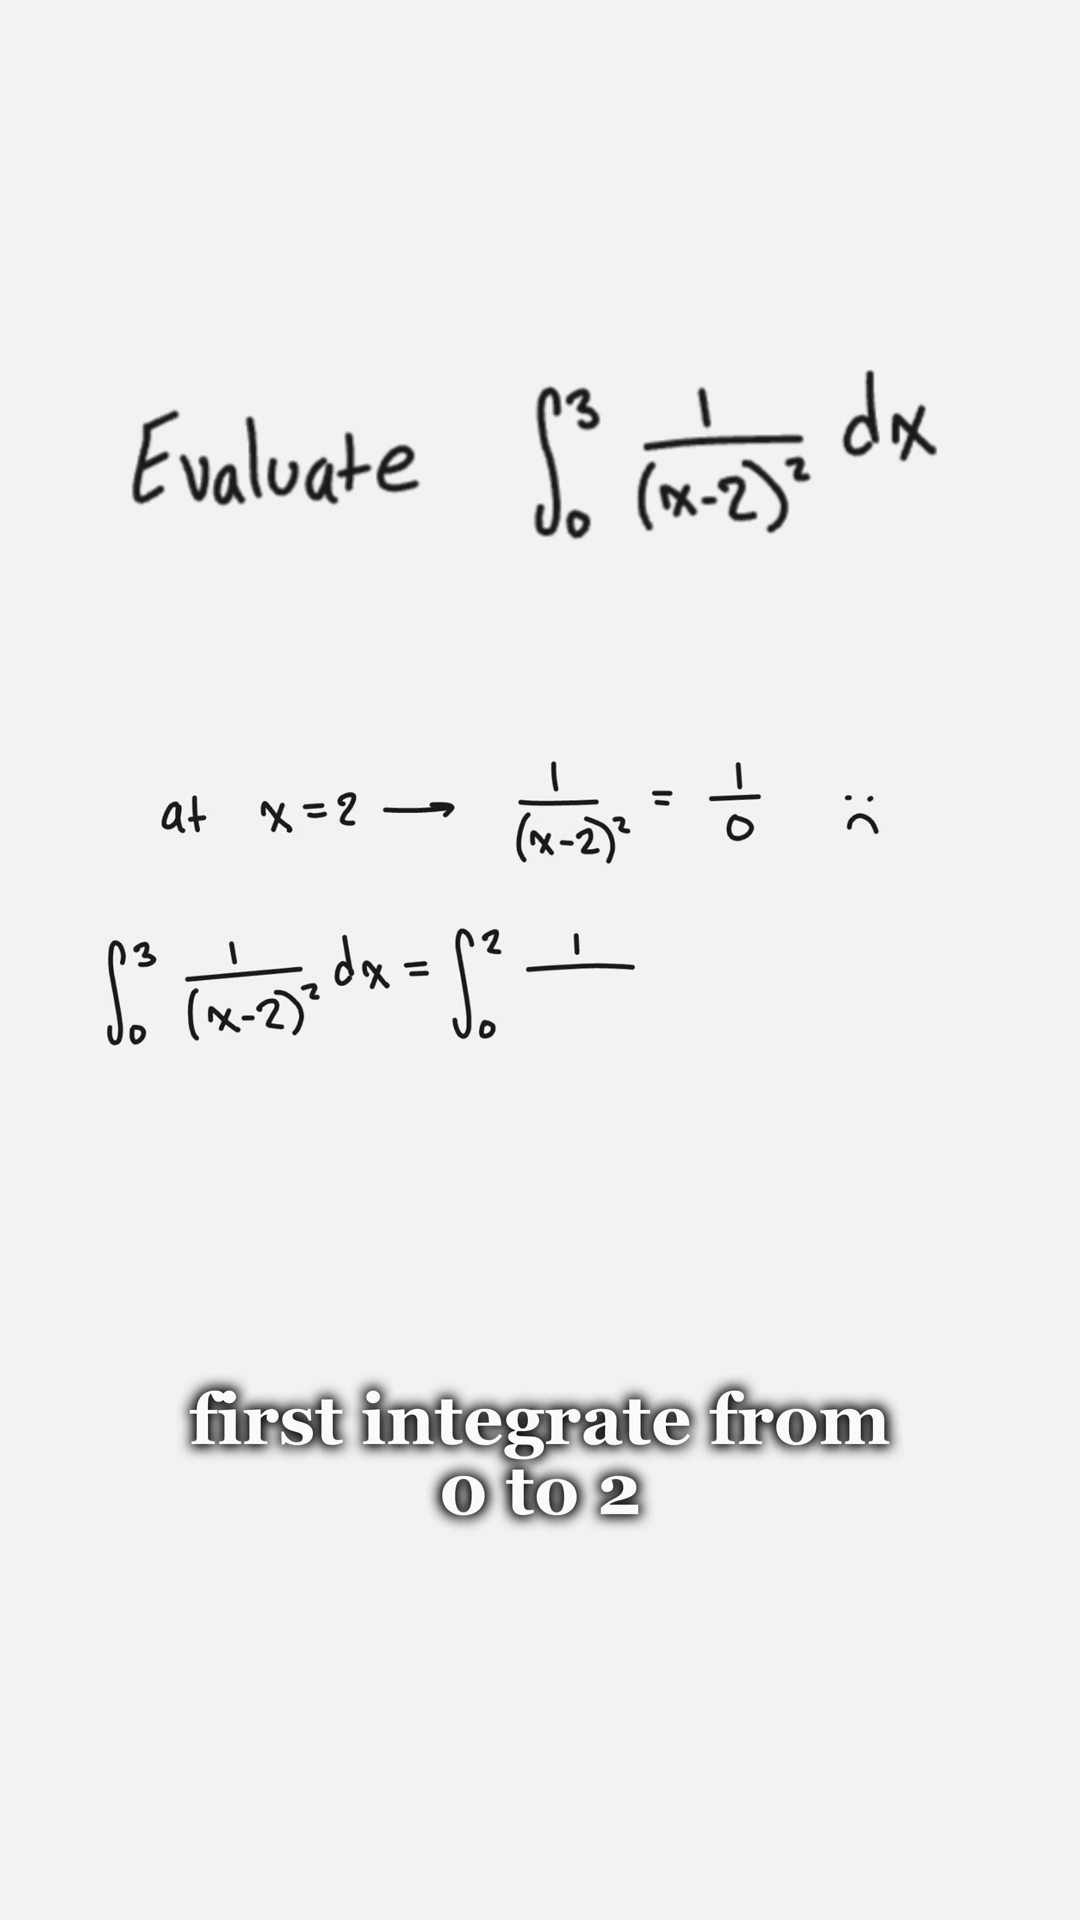 Evaluate ∫₀³ 1/(x-2)² dx
at x=2 → 1/(x-2)² = 1/0 :(
∫₀³ 1/(x-2)² dx = ∫₀² 1/
first integrate from
0 to 2